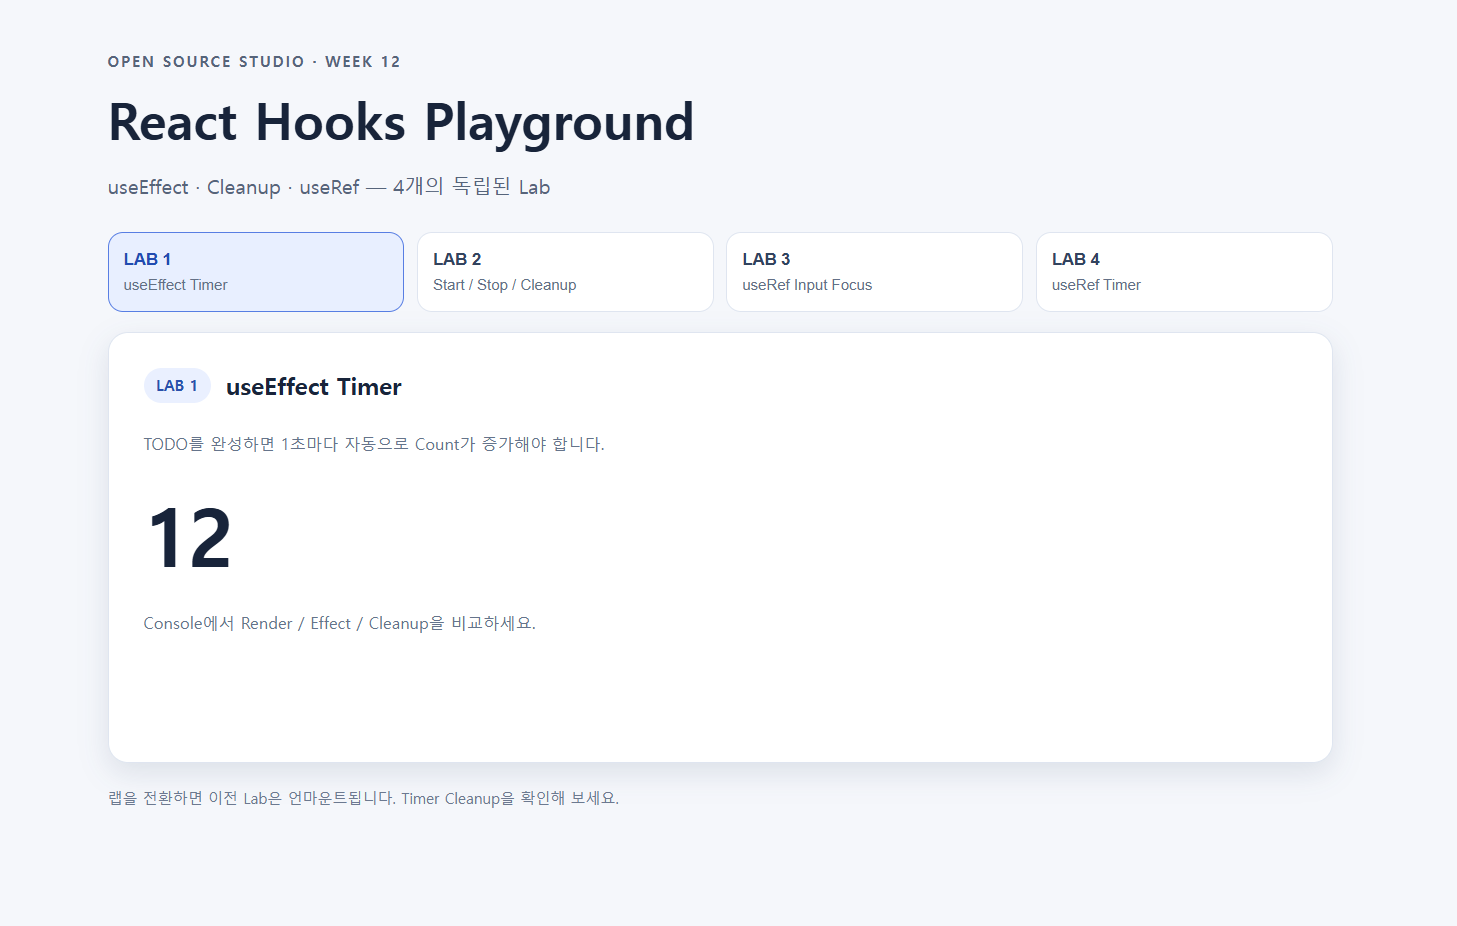 OPEN SOURCE STUDIO · WEEK 12
React Hooks Playground
useEffect · Cleanup · useRef — 4개의 독립된 Lab
LAB 1
useEffect Timer
LAB 2
Start / Stop / Cleanup
LAB 3
useRef Input Focus
LAB 4
useRef Timer
LAB 1 useEffect Timer
TODO를 완성하면 1초마다 자동으로 Count가 증가해야 합니다.
12
Console에서 Render / Effect / Cleanup을 비교하세요.
랩을 전환하면 이전 Lab은 언마운트됩니다. Timer Cleanup을 확인해 보세요.